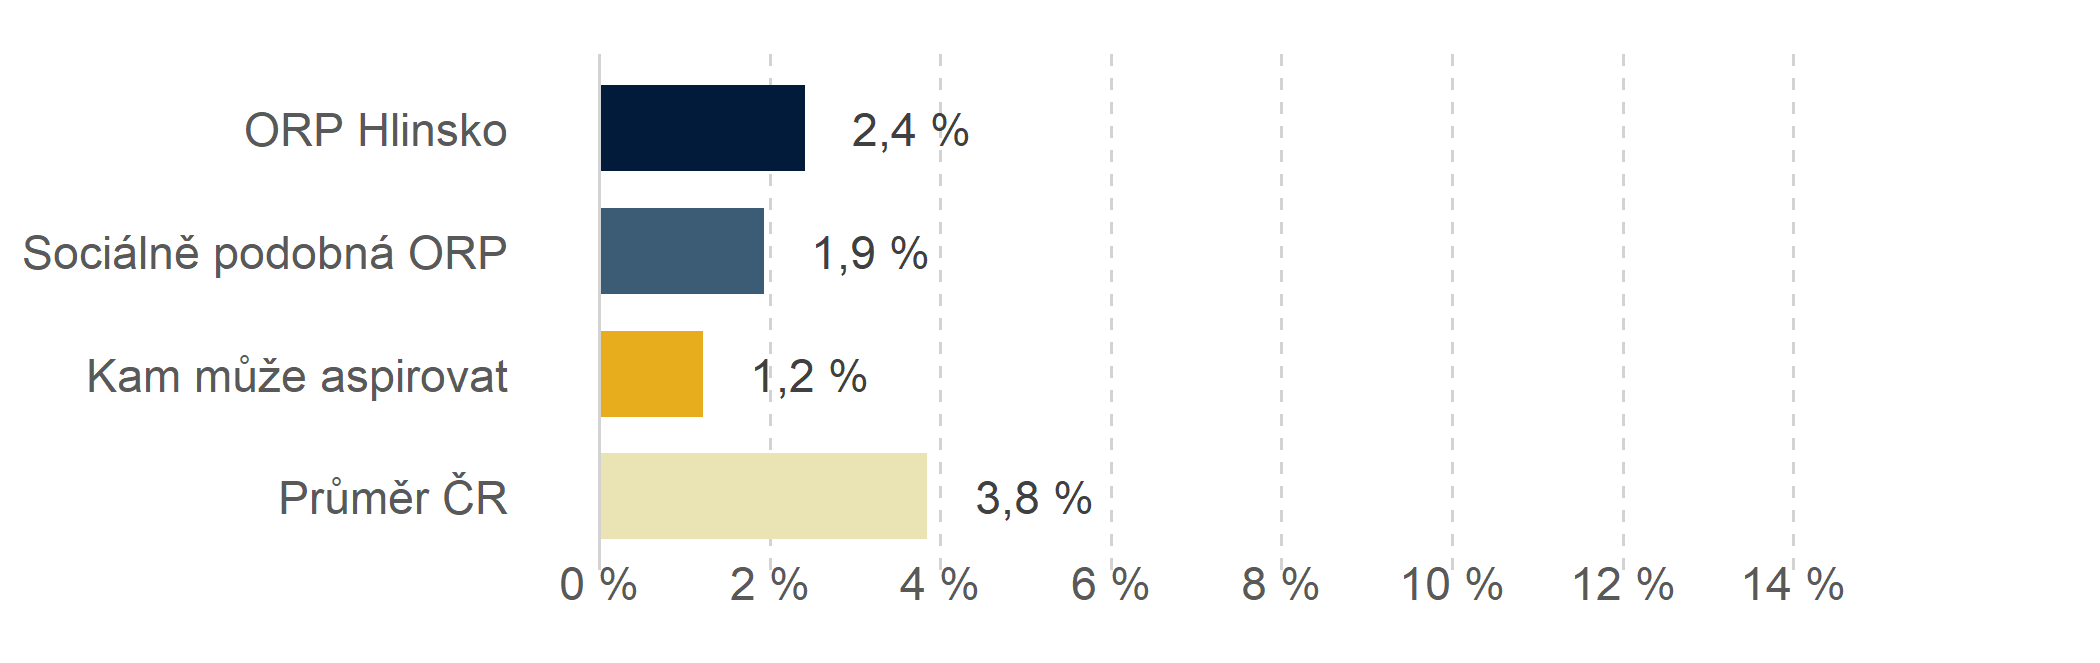 ORP Hlinsko
2,4 %
Sociálně podobná ORP
1,9 %
Kam může aspirovat
1,2 %
Průměr ČR
3,8 %
0 % 2 % 4 % 6 % 8 % 10 % 12 % 14 %